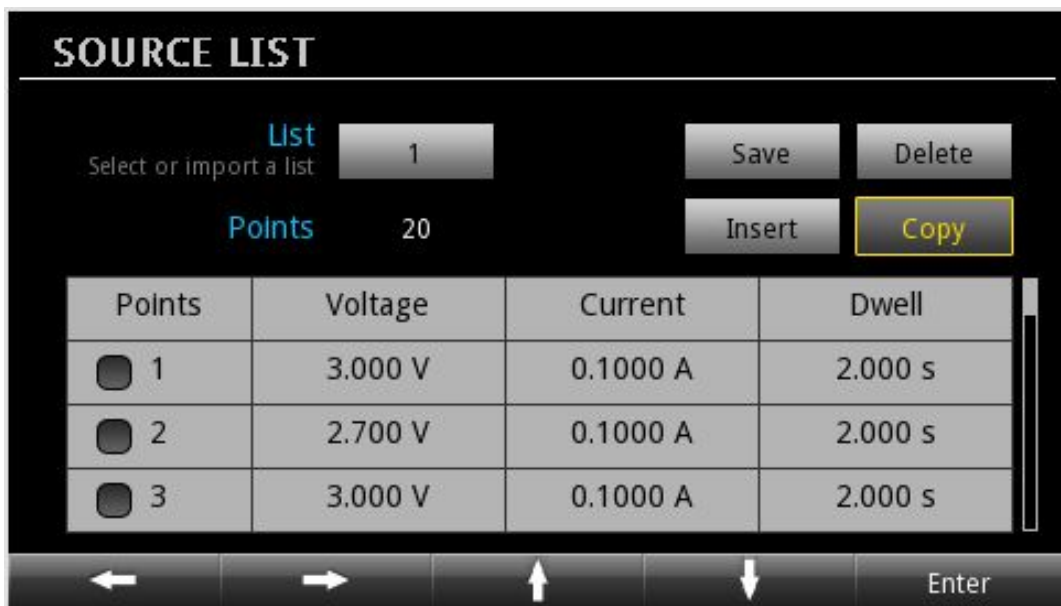 SOURCE LIST
List 1 Save Delete
Select or import a list
Points 20 Insert Copy
Points Voltage Current Dwell
1 3.000 V 0.1000 A 2.000 s
2 2.700 V 0.1000 A 2.000 s
3 3.000 V 0.1000 A 2.000 s
Enter